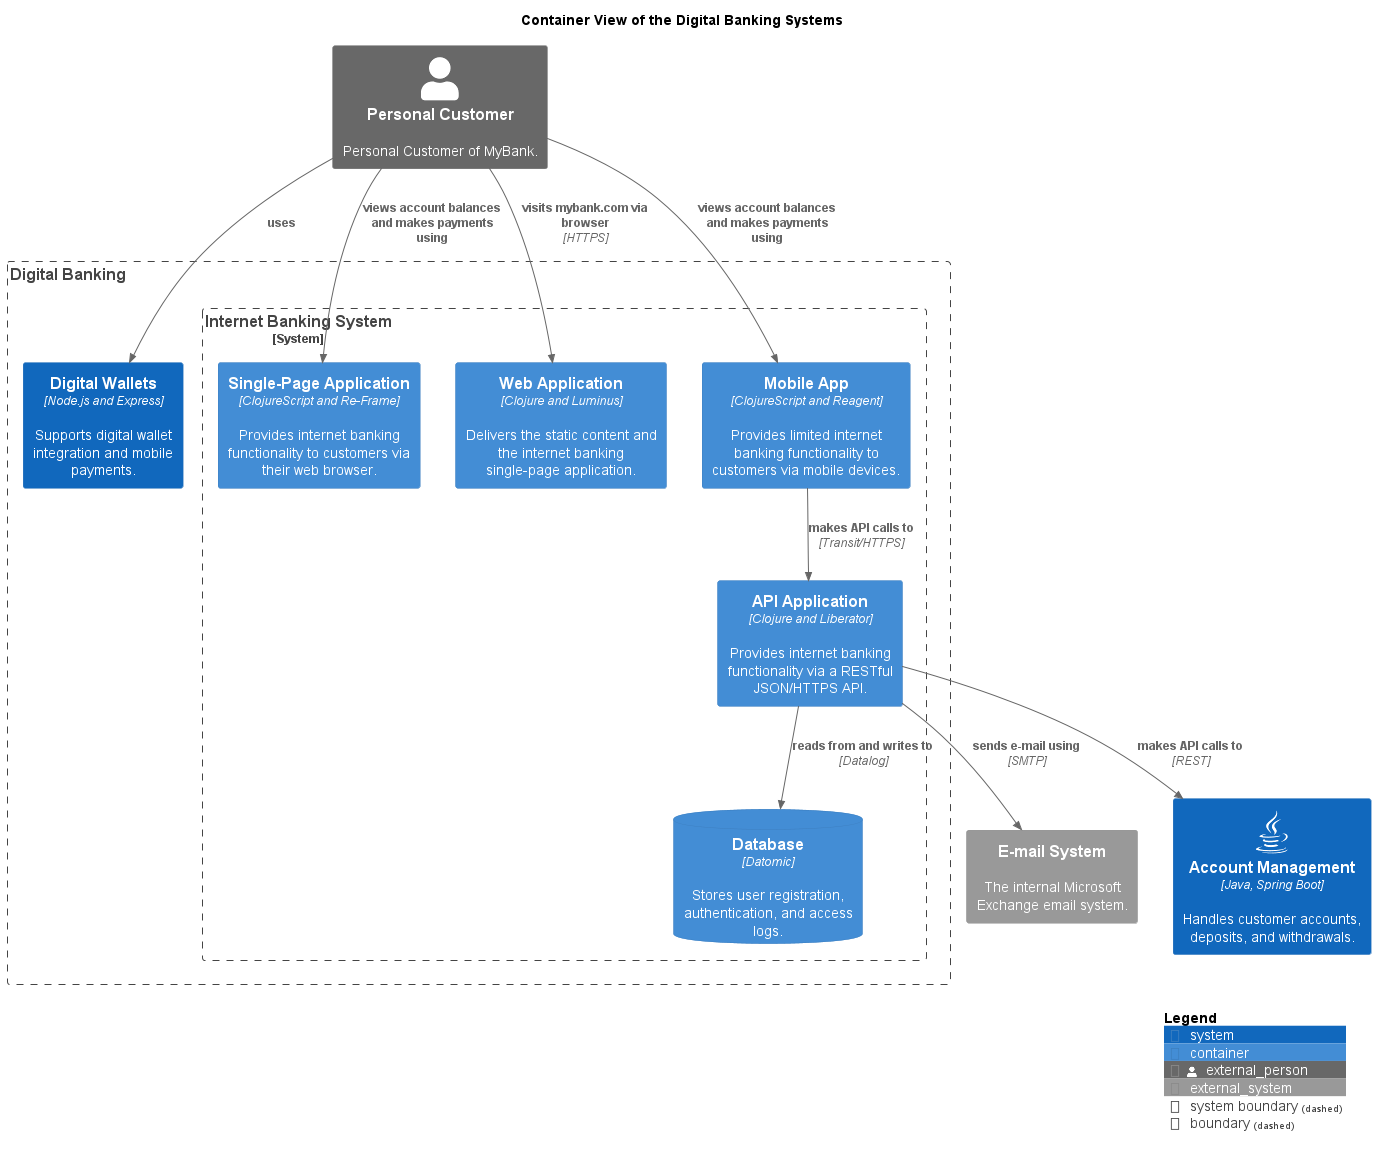 Container View of the Digital Banking Systems
Personal Customer
Personal Customer of MyBank.
uses
views account balances
and makes payments
using
visits mybank.com via
browser
[HTTPS]
views account balances
and makes payments
using
Digital Banking
Internet Banking System
[System]
Digital Wallets
[Node.js and Express]
Supports digital wallet
integration and mobile
payments.
Single-Page Application
[ClojureScript and Re-Frame]
Provides internet banking
functionality to customers via
their web browser.
Web Application
[Clojure and Luminus]
Delivers the static content and
the internet banking
single-page application.
Mobile App
[ClojureScript and Reagent]
Provides limited internet
banking functionality to
customers via mobile devices.
makes API calls to
[Transit/HTTPS]
API Application
[Clojure and Liberator]
Provides internet banking
functionality via a RESTful
JSON/HTTPS API.
reads from and writes to
[Datalog]
sends e-mail using
[SMTP]
makes API calls to
[REST]
Database
[Datomic]
Stores user registration,
authentication, and access
logs.
E-mail System
The internal Microsoft
Exchange email system.
Account Management
[Java, Spring Boot]
Handles customer accounts,
deposits, and withdrawals.
Legend
system
container
external_person
external_system
system boundary (dashed)
boundary (dashed)